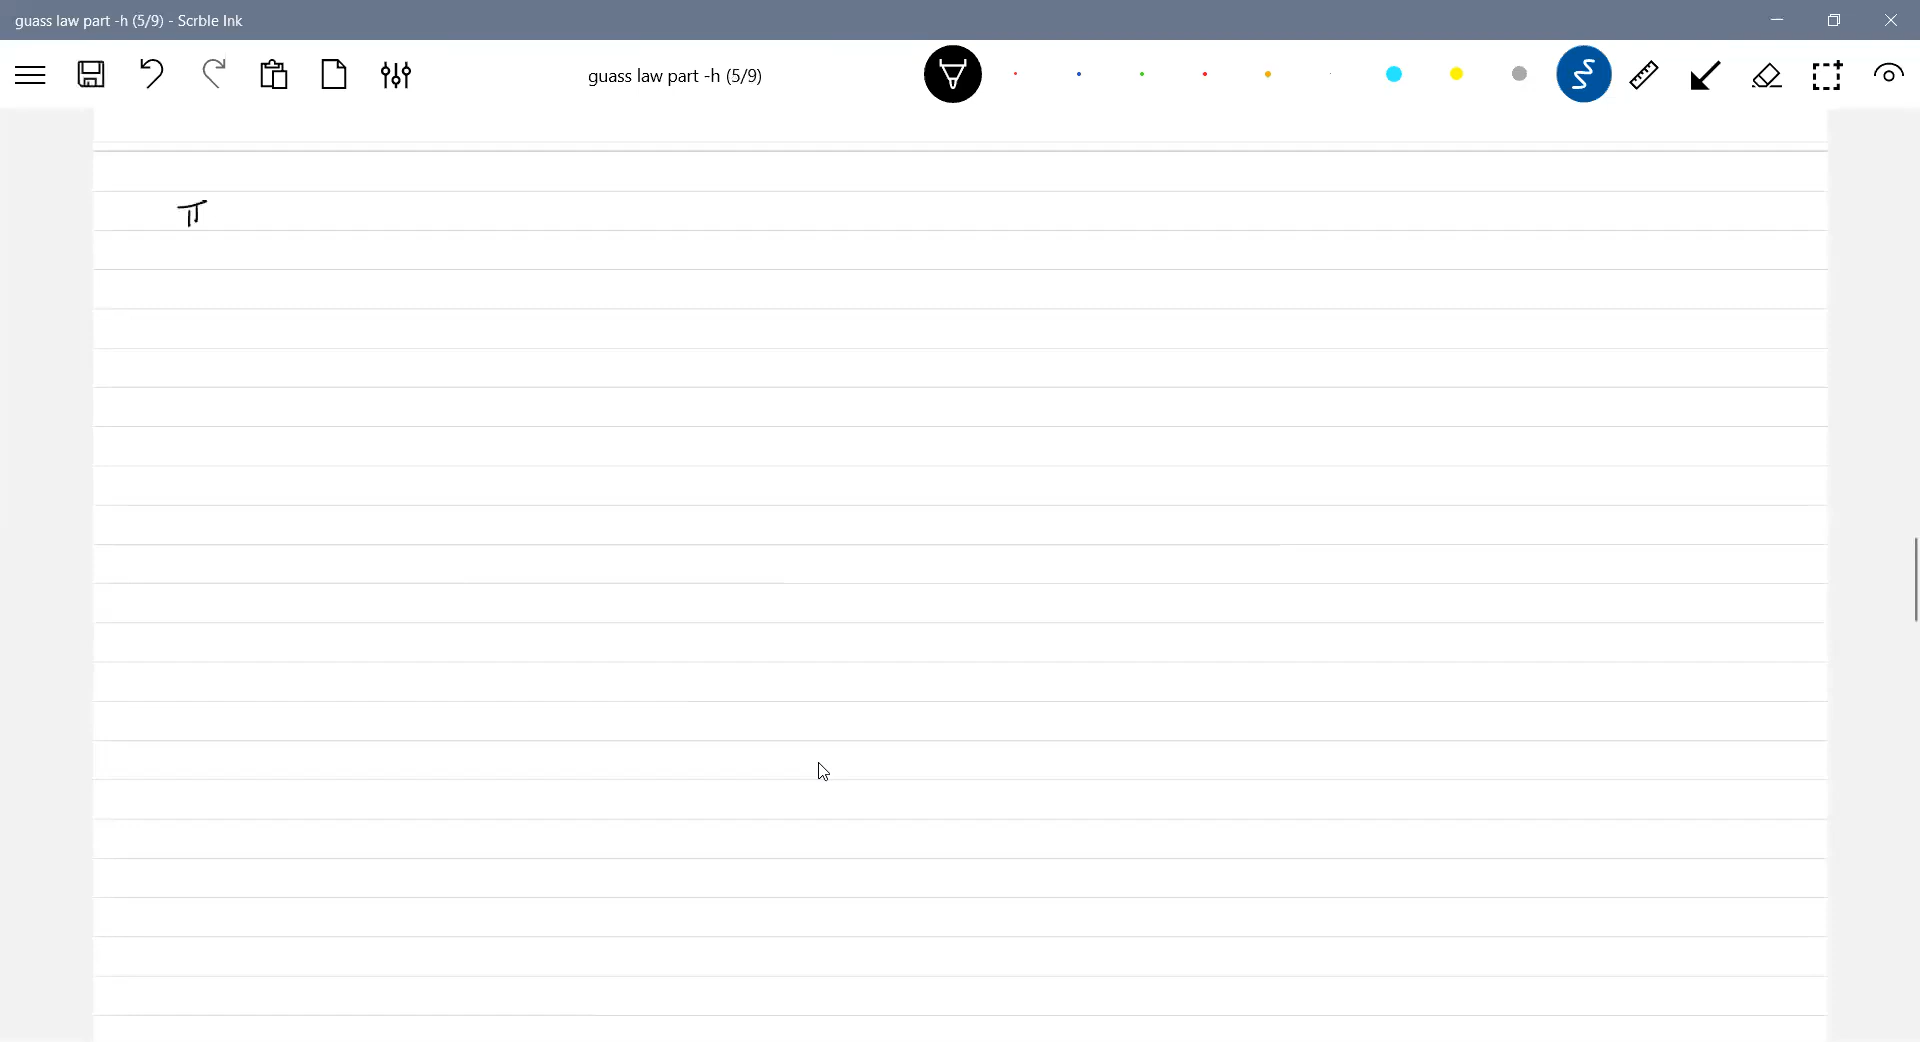 guass law part -h (5/9) - Scrble Ink
guass law part -h (5/9)
π